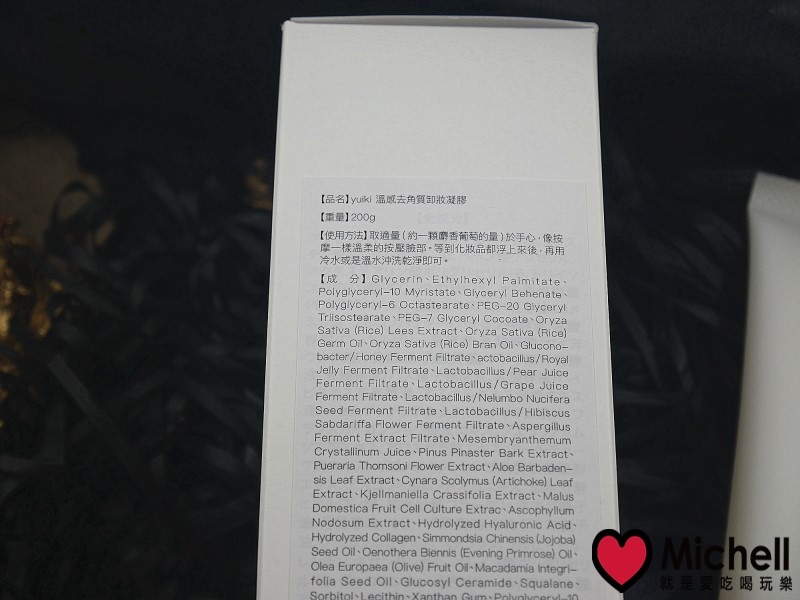 【品名】yuiki 溫感去角質卸妝凝膠
【重量】200g
【使用方法】取適量(約一顆麝香葡萄的量)於手心,像按
摩一樣溫柔的按壓臉部。等到化妝品都浮上來後,再用
冷水或是溫水沖洗乾淨即可。
【成　分】Glycerin、Ethylhexyl Palmitate、
Polyglyceryl-10 Myristate、Glyceryl Behenate、
Polyglyceryl-6 Octastearate、PEG-20 Glyceryl
Triisostearate、PEG-7 Glyceryl Cocoate、Oryza
Sativa (Rice) Lees Extract、Oryza Sativa (Rice)
Germ Oil、Oryza Sativa (Rice) Bran Oil、Glucono-
bacter/Honey Ferment Filtrate、actobacillus/Royal
Jelly Ferment Filtrate、Lactobacillus/Pear Juice
Ferment Filtrate、Lactobacillus/Grape Juice
Ferment Filtrate、Lactobacillus/Nelumbo Nucifera
Seed Ferment Filtrate、Lactobacillus/Hibiscus
Sabdariffa Flower Ferment Filtrate、Aspergillus
Ferment Extract Filtrate、Mesembryanthemum
Crystallinum Juice、Pinus Pinaster Bark Extract、
Pueraria Thomsoni Flower Extract、Aloe Barbaden-
sis Leaf Extract、Cynara Scolymus (Artichoke) Leaf
Extract、Kjellmaniella Crassifolia Extract、Malus
Domestica Fruit Cell Culture Extrac、Ascophyllum
Nodosum Extract、Hydrolyzed Hyaluronic Acid、
Hydrolyzed Collagen、Simmondsia Chinensis (Jojoba)
Seed Oil、Oenothera Biennis (Evening Primrose) Oil、
Olea Europaea (Olive) Fruit Oil、Macadamia Integri-
folia Seed Oil、Glucosyl Ceramide、Squalane、
Sorbitol、Lecithin、Xanthan Gum、Polyglyceryl-10
Michell
就是愛吃喝玩樂